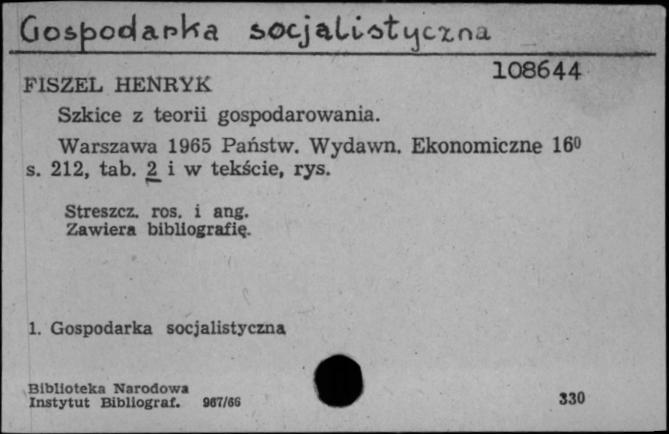 Gospodarka socjalistyczna
108644
FISZEL HENRYK
Szkice z teorii gospodarowania.
Warszawa 1965 Państw. Wydawn. Ekonomiczne 16⁰
s. 212, tab. 2 i w tekście, rys.
Streszcz. ros. i ang.
Zawiera bibliografię.
1. Gospodarka socjalistyczna
Biblioteka Narodowa
Instytut Bibliograf. 967/66
330